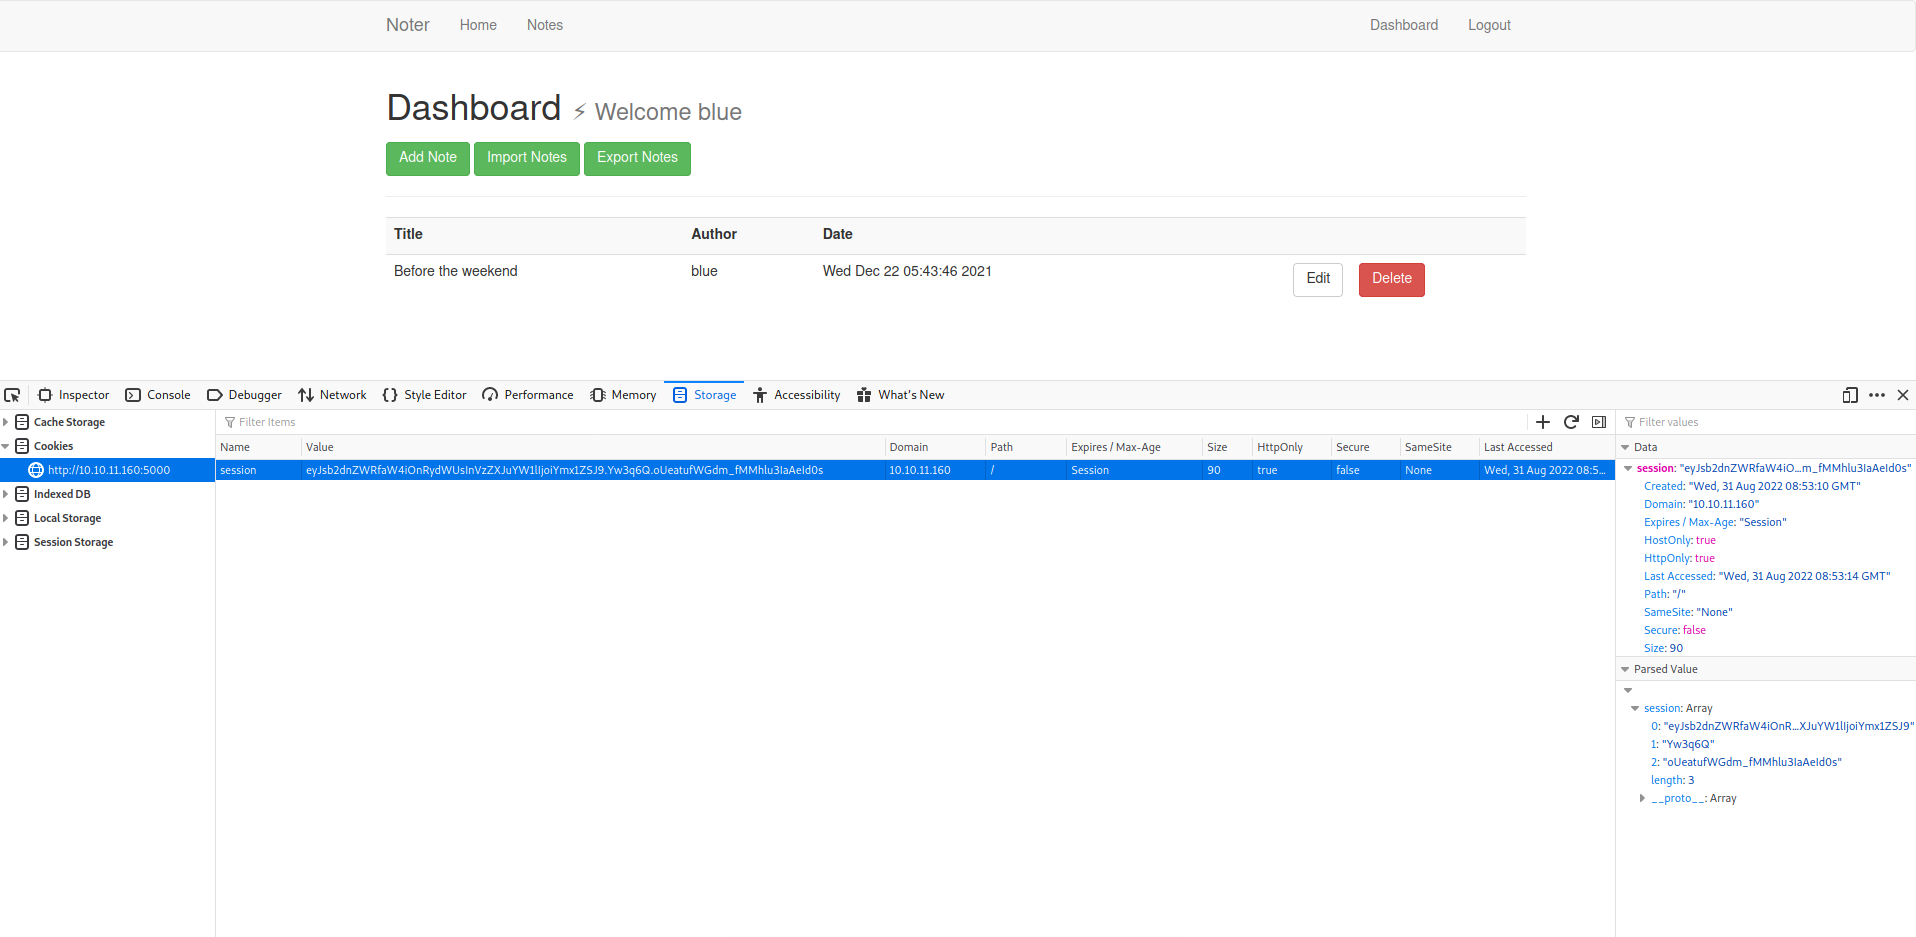 Noter Home Notes Dashboard Logout
Dashboard ⚡ Welcome blue
Add Note Import Notes Export Notes
Title Author Date
Before the weekend blue Wed Dec 22 05:43:46 2021 Edit Delete
Inspector Console Debugger Network Style Editor Performance Memory Storage Accessibility What's New
Cache Storage
Cookies
http://10.10.11.160:5000
Indexed DB
Local Storage
Session Storage
Filter Items
Name Value Domain Path Expires / Max-Age Size HttpOnly Secure SameSite Last Accessed
session eyJsb2dnZWRfaW4iOnRydWUsInVzZXJuYW1lIjoiYmx1ZSJ9.Yw3q6Q.oUeatufWGdm_fMMhlu3IaAeId0s 10.10.11.160 / Session 90 true false None Wed, 31 Aug 2022 08:5...
Filter values
Data
session: "eyJsb2dnZWRfaW4iO...m_fMMhlu3IaAeId0s"
Created: "Wed, 31 Aug 2022 08:53:10 GMT"
Domain: "10.10.11.160"
Expires / Max-Age: "Session"
HostOnly: true
HttpOnly: true
Last Accessed: "Wed, 31 Aug 2022 08:53:14 GMT"
Path: "/"
SameSite: "None"
Secure: false
Size: 90
Parsed Value
session: Array
0: "eyJsb2dnZWRfaW4iOnR...XJuYW1lIjoiYmx1ZSJ9"
1: "Yw3q6Q"
2: "oUeatufWGdm_fMMhlu3IaAeId0s"
length: 3
__proto__: Array